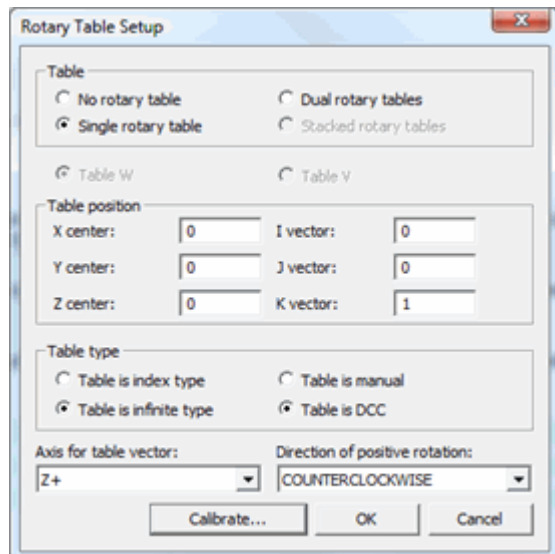 Rotary Table Setup
Table
No rotary table Dual rotary tables
Single rotary table Stacked rotary tables
Table W Table V
Table position
X center: 0 I vector: 0
Y center: 0 J vector: 0
Z center: 0 K vector: 1
Table type
Table is index type Table is manual
Table is infinite type Table is DCC
Axis for table vector: Direction of positive rotation:
Z+ COUNTERCLOCKWISE
Calibrate... OK Cancel